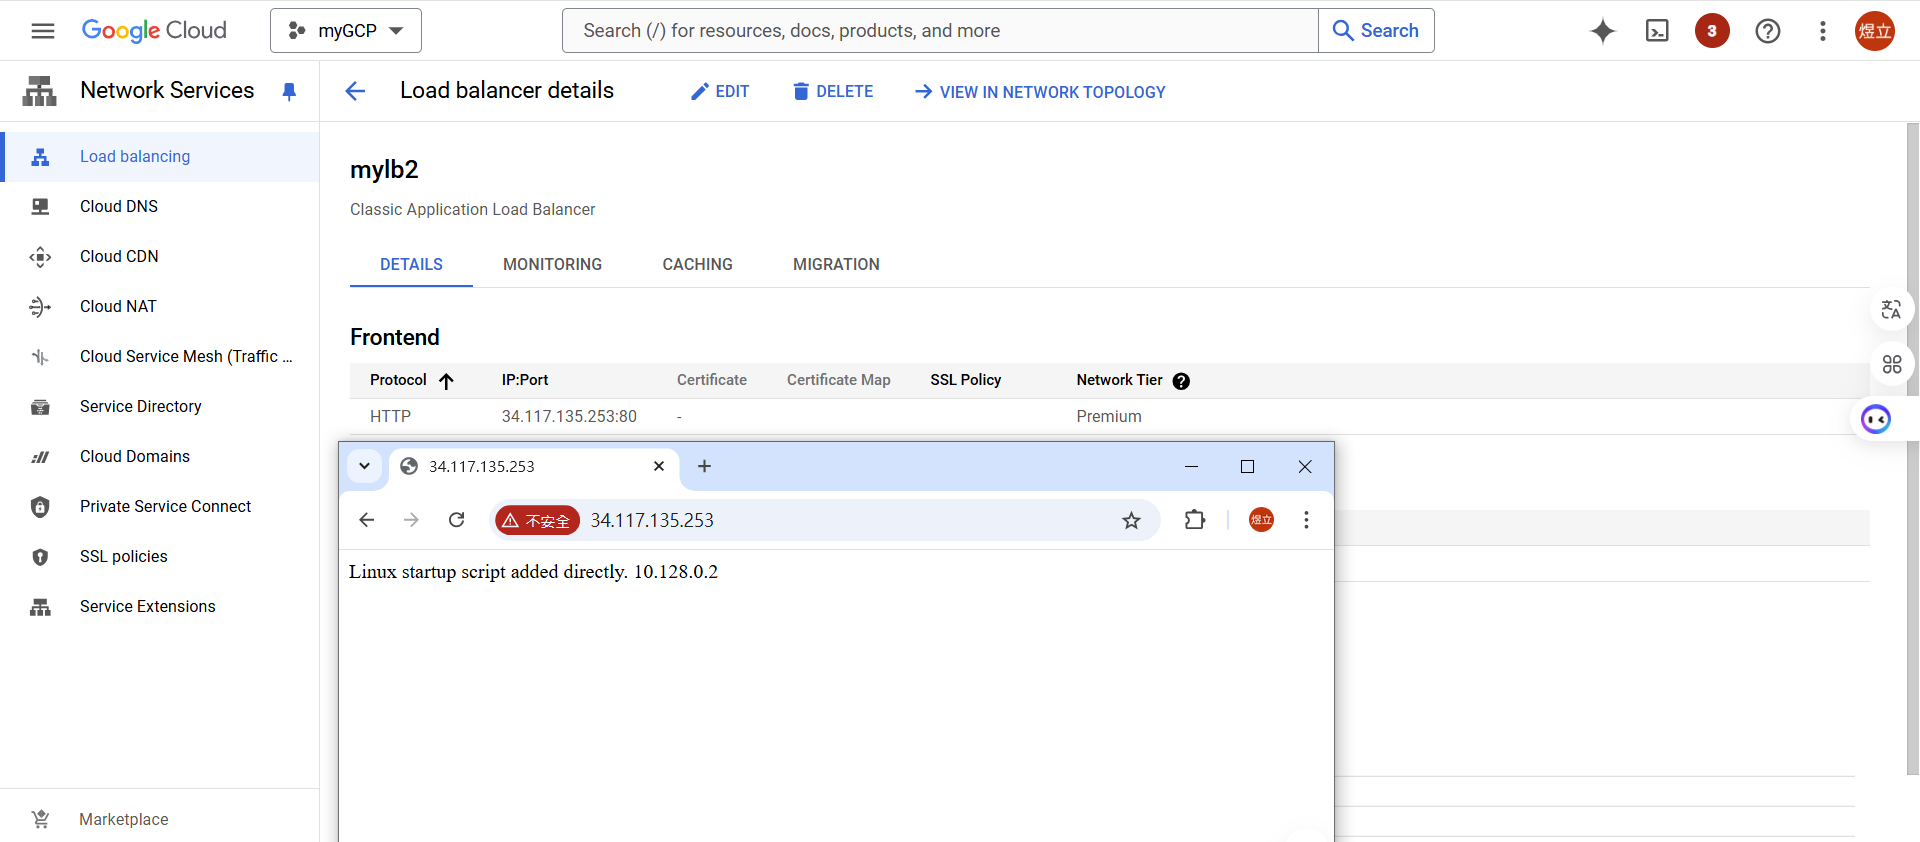 Google Cloud
myGCP
Search (/) for resources, docs, products, and more
Search
3
煜立
Network Services
Load balancer details
EDIT
DELETE
VIEW IN NETWORK TOPOLOGY
Load balancing
Cloud DNS
Cloud CDN
Cloud NAT
Cloud Service Mesh (Traffic ...
Service Directory
Cloud Domains
Private Service Connect
SSL policies
Service Extensions
Marketplace
mylb2
Classic Application Load Balancer
DETAILS
MONITORING
CACHING
MIGRATION
Frontend
Protocol
IP:Port
Certificate
Certificate Map
SSL Policy
Network Tier
HTTP
34.117.135.253:80
-
Premium
34.117.135.253
不安全
34.117.135.253
煜立
Linux startup script added directly. 10.128.0.2